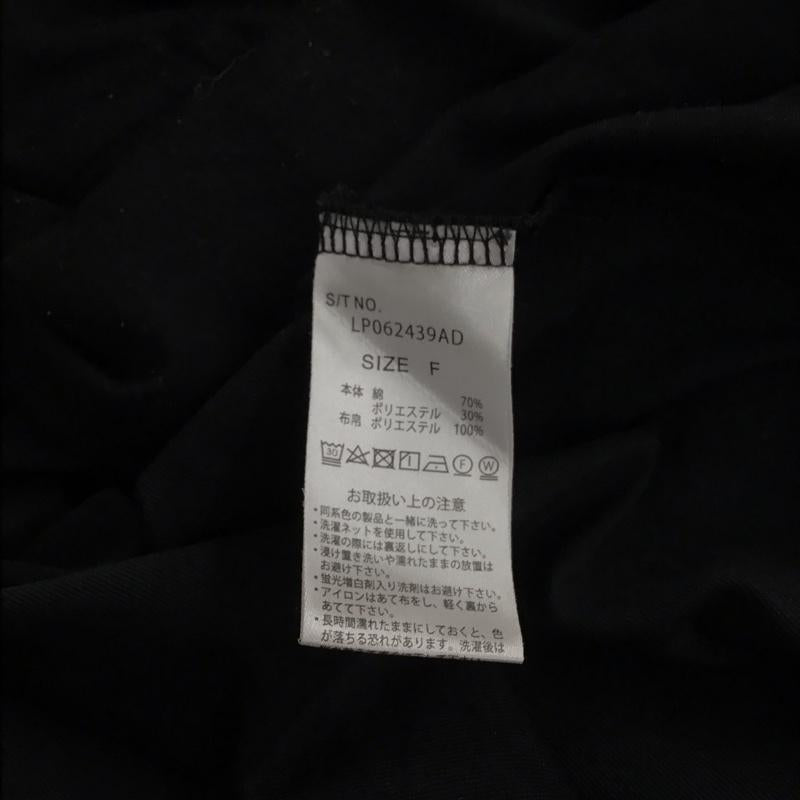 S/T NO.
LP062439AD
SIZE F
本体 綿 70%
ポリエステル 30%
布帛 ポリエステル 100%
30 F W
お取扱い上の注意
・同系色の製品と一緒に洗って下さい。
・洗濯ネットを使用して下さい。
・洗濯の際には裏返しにして下さい。
・浸け置き洗いや濡れたままの放置は
お避け下さい。
・蛍光増白剤入り洗剤はお避け下さい。
・アイロンはあて布をし、軽く裏から
あてて下さい。
・長時間濡れたままにしておくと、色
が落ちる恐れがあります。洗濯後は